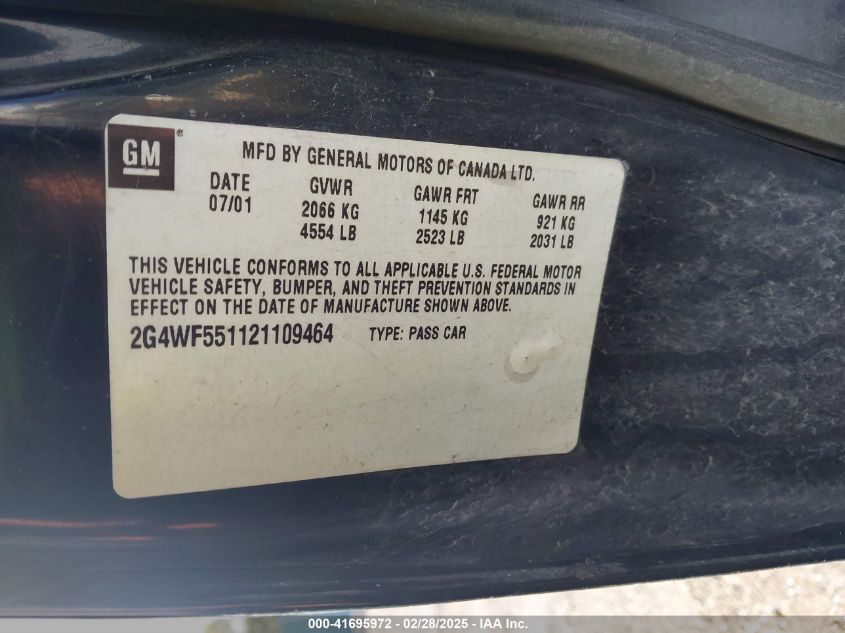 GM
MFD BY GENERAL MOTORS OF CANADA LTD.
DATE GVWR GAWR FRT GAWR RR
07/01 2066 KG 1145 KG 921 KG
4554 LB 2523 LB 2031 LB
THIS VEHICLE CONFORMS TO ALL APPLICABLE U.S. FEDERAL MOTOR
VEHICLE SAFETY, BUMPER, AND THEFT PREVENTION STANDARDS IN
EFFECT ON THE DATE OF MANUFACTURE SHOWN ABOVE.
2G4WF551121109464 TYPE: PASS CAR
000-41695972 - 02/28/2025 - IAA Inc.